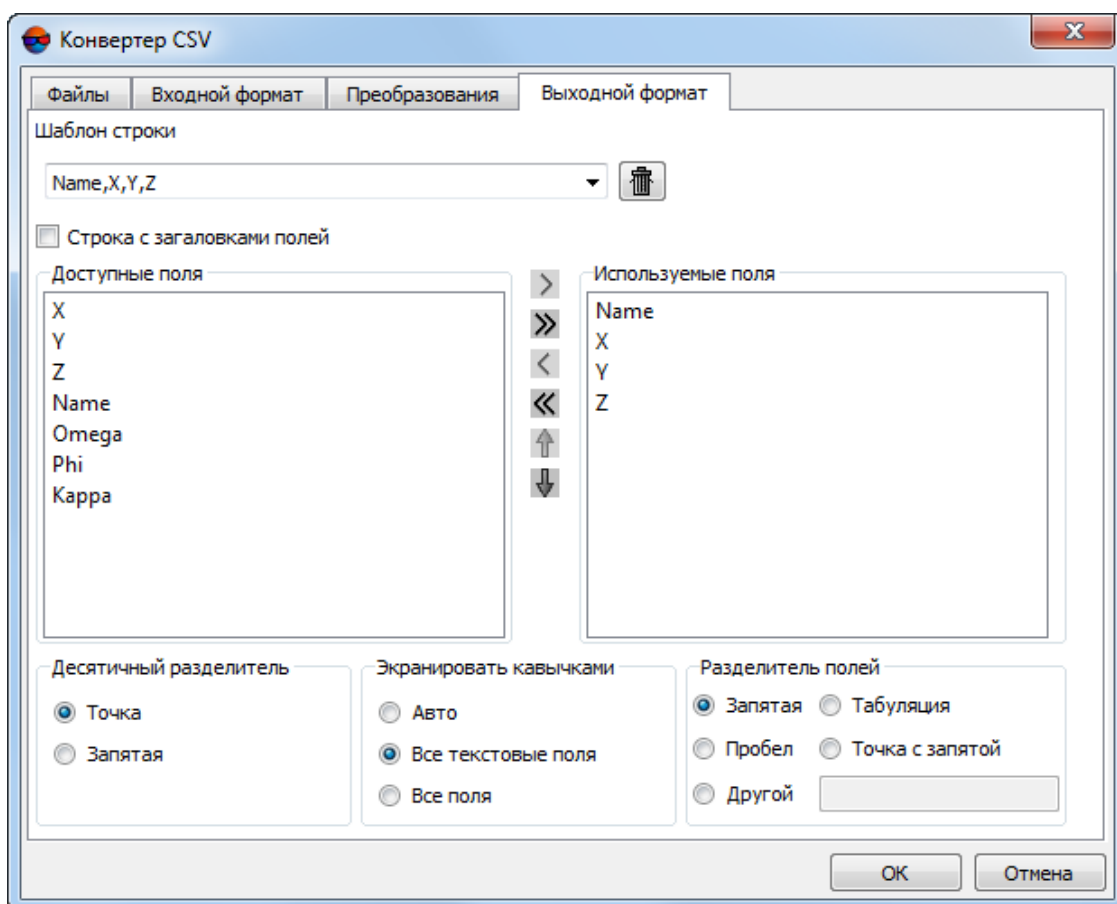 Конвертер CSV
Файлы Входной формат Преобразования Выходной формат
Шаблон строки
Name,X,Y,Z
Строка с загаловками полей
Доступные поля
X
Y
Z
Name
Omega
Phi
Kappa
Используемые поля
Name
X
Y
Z
Десятичный разделитель
Точка
Запятая
Экранировать кавычками
Авто
Все текстовые поля
Все поля
Разделитель полей
Запятая Табуляция
Пробел Точка с запятой
Другой
OK Отмена